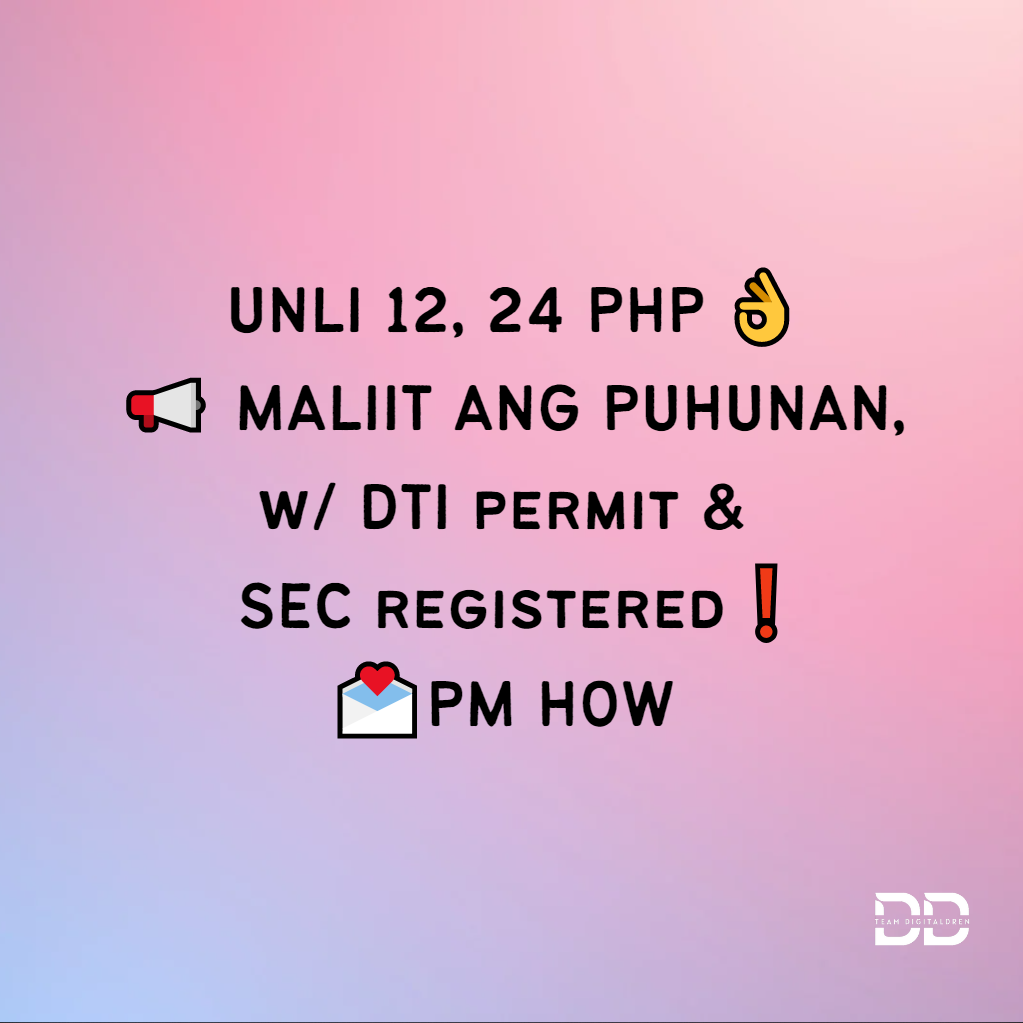 UNLI 12, 24 PHP 👌
📢 MALIIT ANG PUHUNAN,
W/ DTI PERMIT &
SEC REGISTERED ❗
💌 PM HOW
DD
TEAM DIGITALDREN